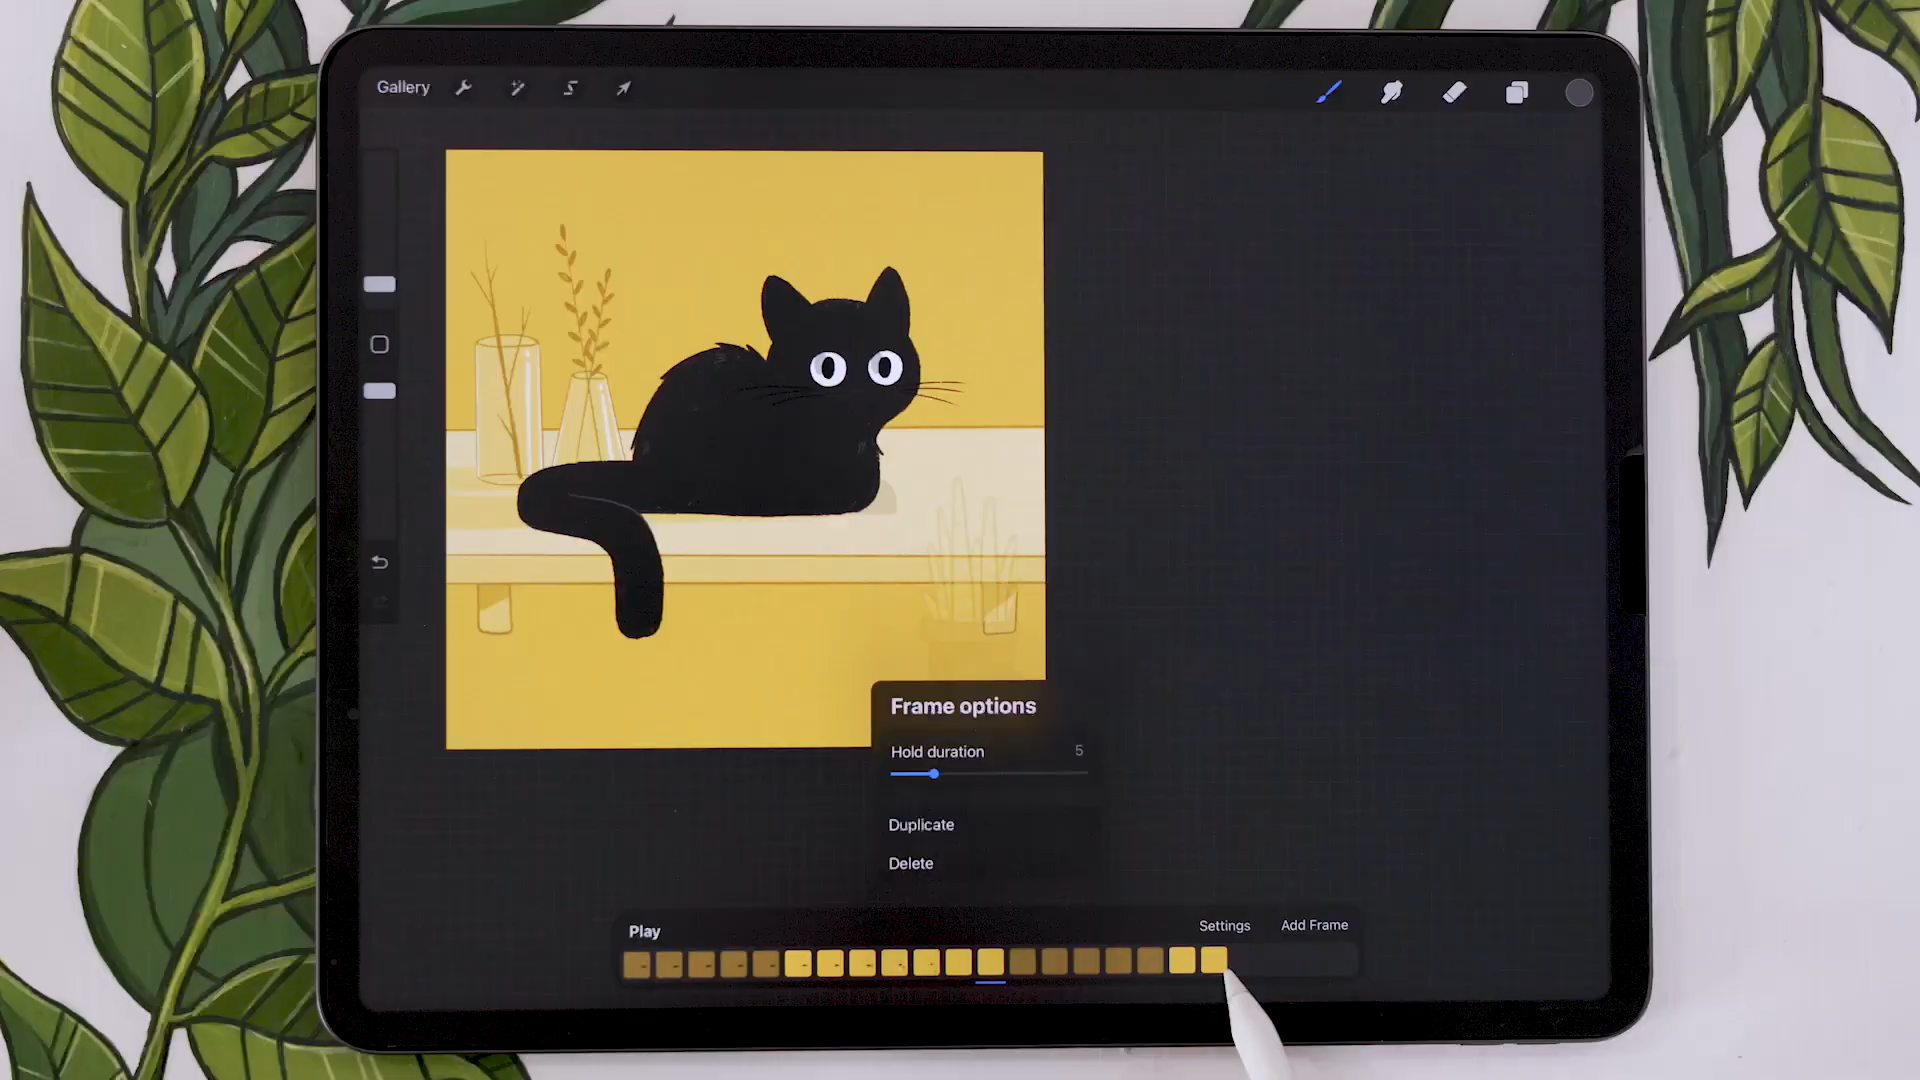 Gallery
Frame options
Hold duration 5
Duplicate
Delete
Play
Settings Add Frame